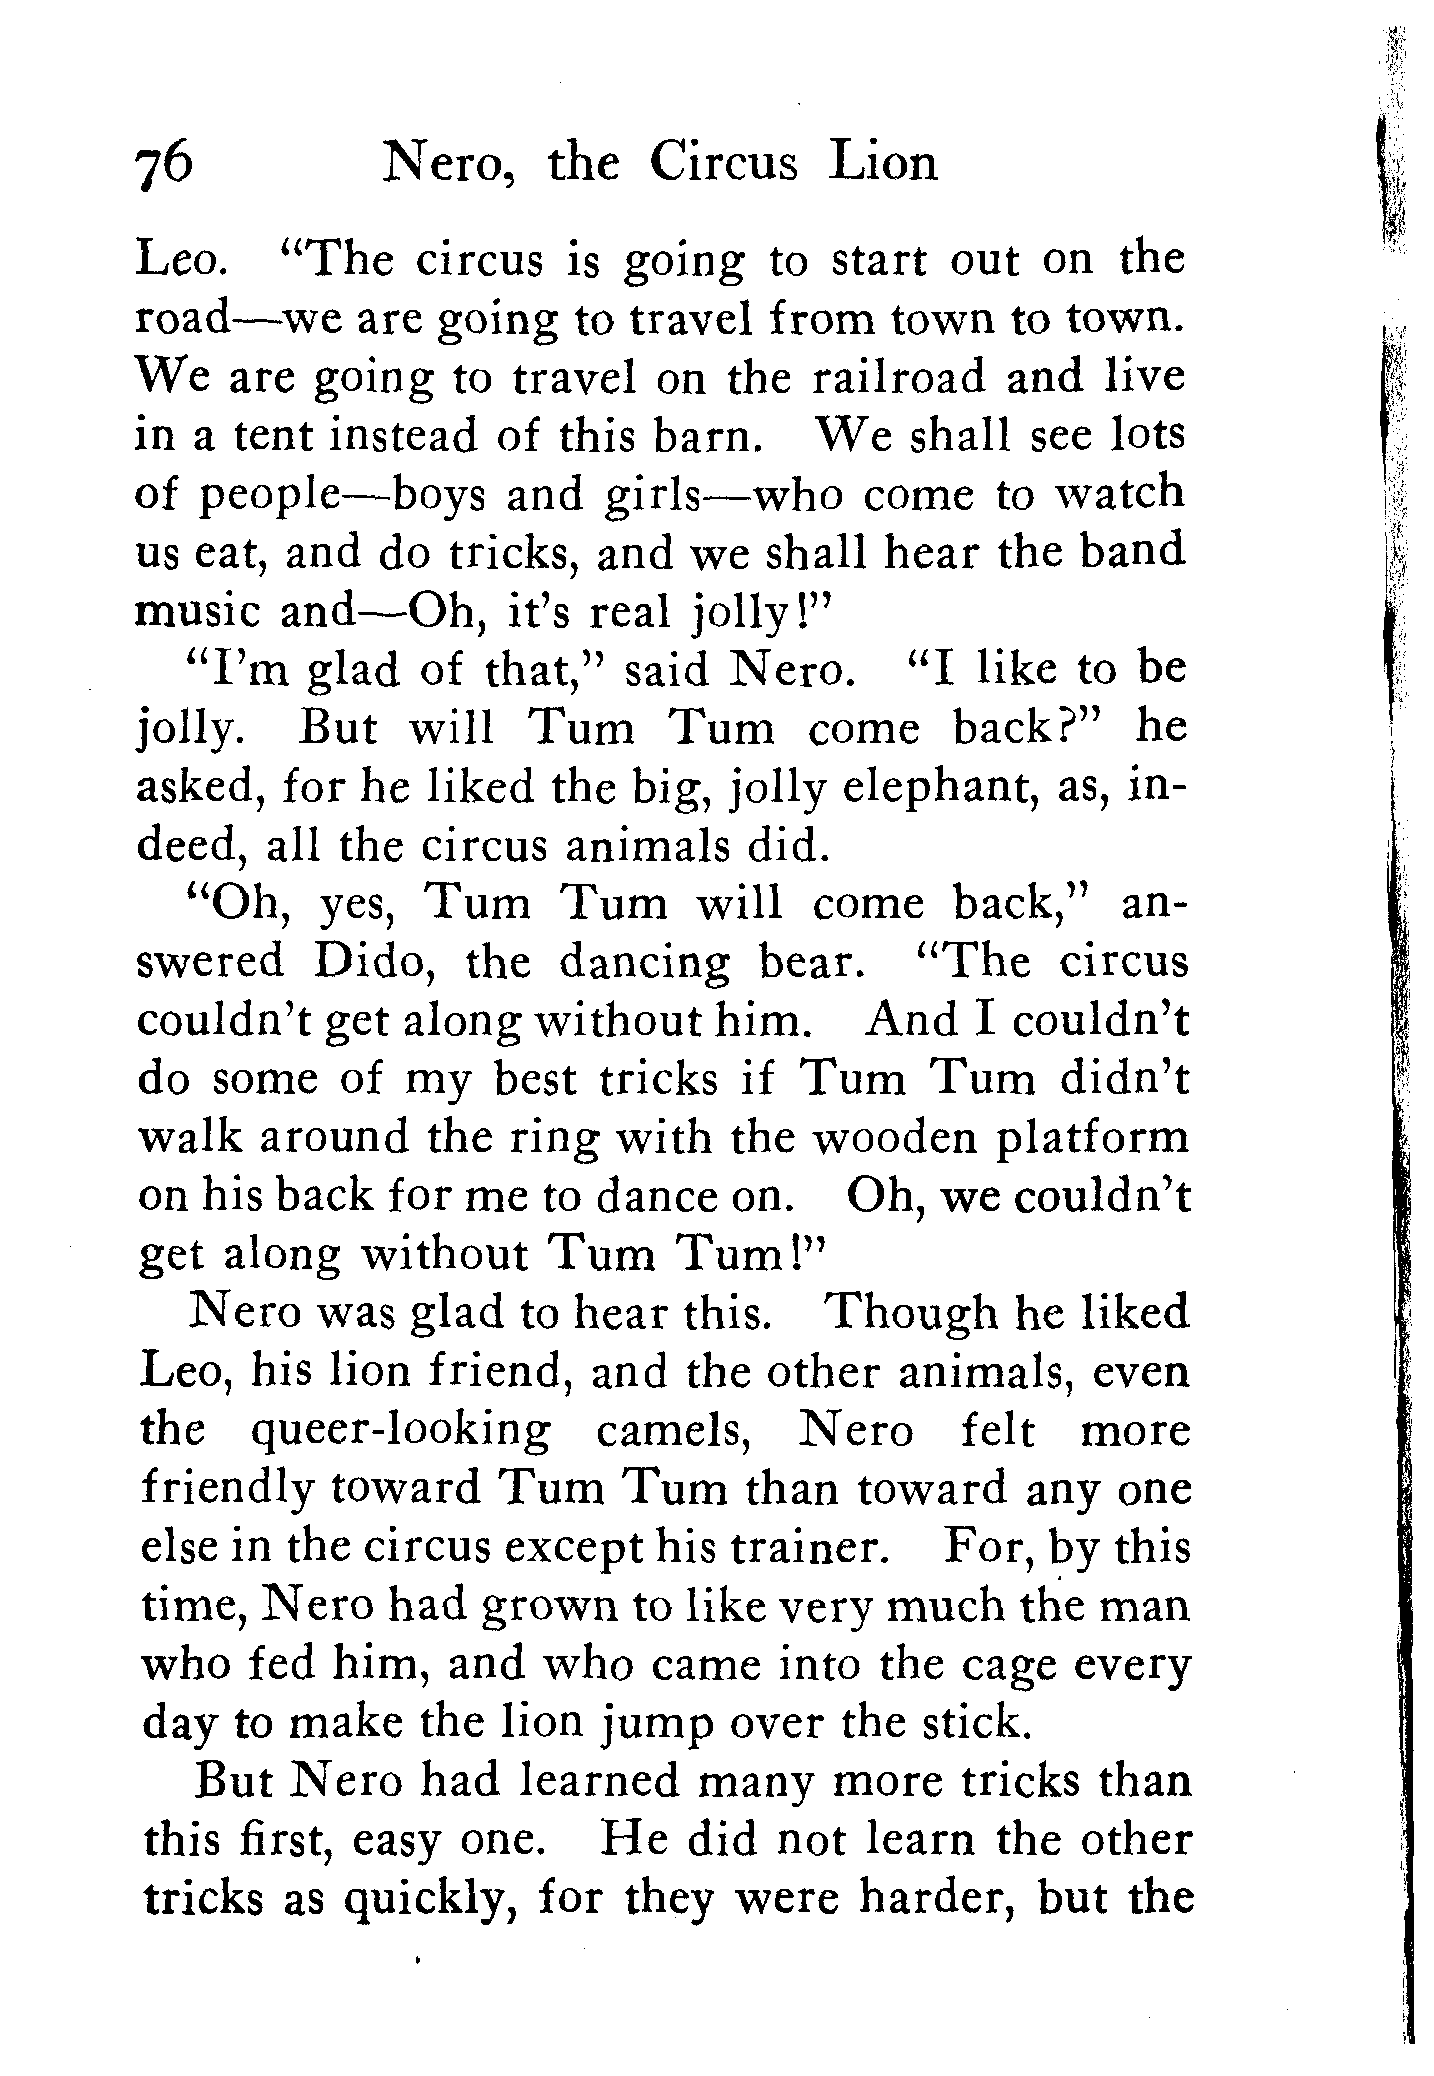 76 Nero, the Circus Lion
Leo. “The circus is going to start out on the
road—we are going to travel from town to town.
We are going to travel on the railroad and live
in a tent instead of this barn. We shall see lots
of people—boys and girls—who come to watch
us eat, and do tricks, and we shall hear the band
music and—Oh, it’s real jolly!”
“I’m glad of that,” said Nero. “I like to be
jolly. But will Tum Tum come back?” he
asked, for he liked the big, jolly elephant, as, in-
deed, all the circus animals did.
“Oh, yes, Tum Tum will come back,” an-
swered Dido, the dancing bear. “The circus
couldn’t get along without him. And I couldn’t
do some of my best tricks if Tum Tum didn’t
walk around the ring with the wooden platform
on his back for me to dance on. Oh, we couldn’t
get along without Tum Tum!”
Nero was glad to hear this. Though he liked
Leo, his lion friend, and the other animals, even
the queer-looking camels, Nero felt more
friendly toward Tum Tum than toward any one
else in the circus except his trainer. For, by this
time, Nero had grown to like very much the man
who fed him, and who came into the cage every
day to make the lion jump over the stick.
But Nero had learned many more tricks than
this first, easy one. He did not learn the other
tricks as quickly, for they were harder, but the